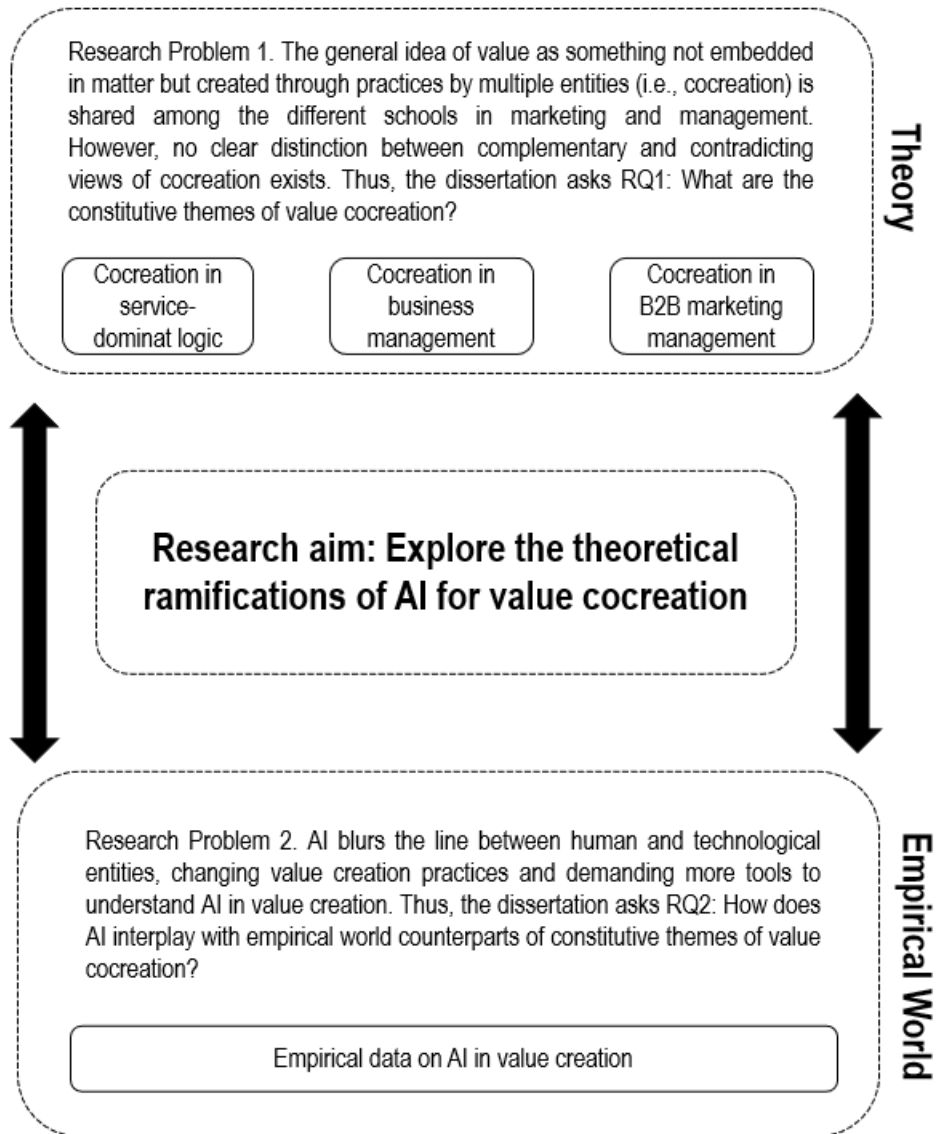 Research Problem 1. The general idea of value as something not embedded
in matter but created through practices by multiple entities (i.e., cocreation) is
shared among the different schools in marketing and management.
However, no clear distinction between complementary and contradicting
views of cocreation exists. Thus, the dissertation asks RQ1: What are the
constitutive themes of value cocreation?
Cocreation in
service-
dominat logic
Cocreation in
business
management
Cocreation in
B2B marketing
management
Theory
Research aim: Explore the theoretical
ramifications of AI for value cocreation
Research Problem 2. AI blurs the line between human and technological
entities, changing value creation practices and demanding more tools to
understand AI in value creation. Thus, the dissertation asks RQ2: How does
AI interplay with empirical world counterparts of constitutive themes of value
cocreation?
Empirical data on AI in value creation
Empirical World